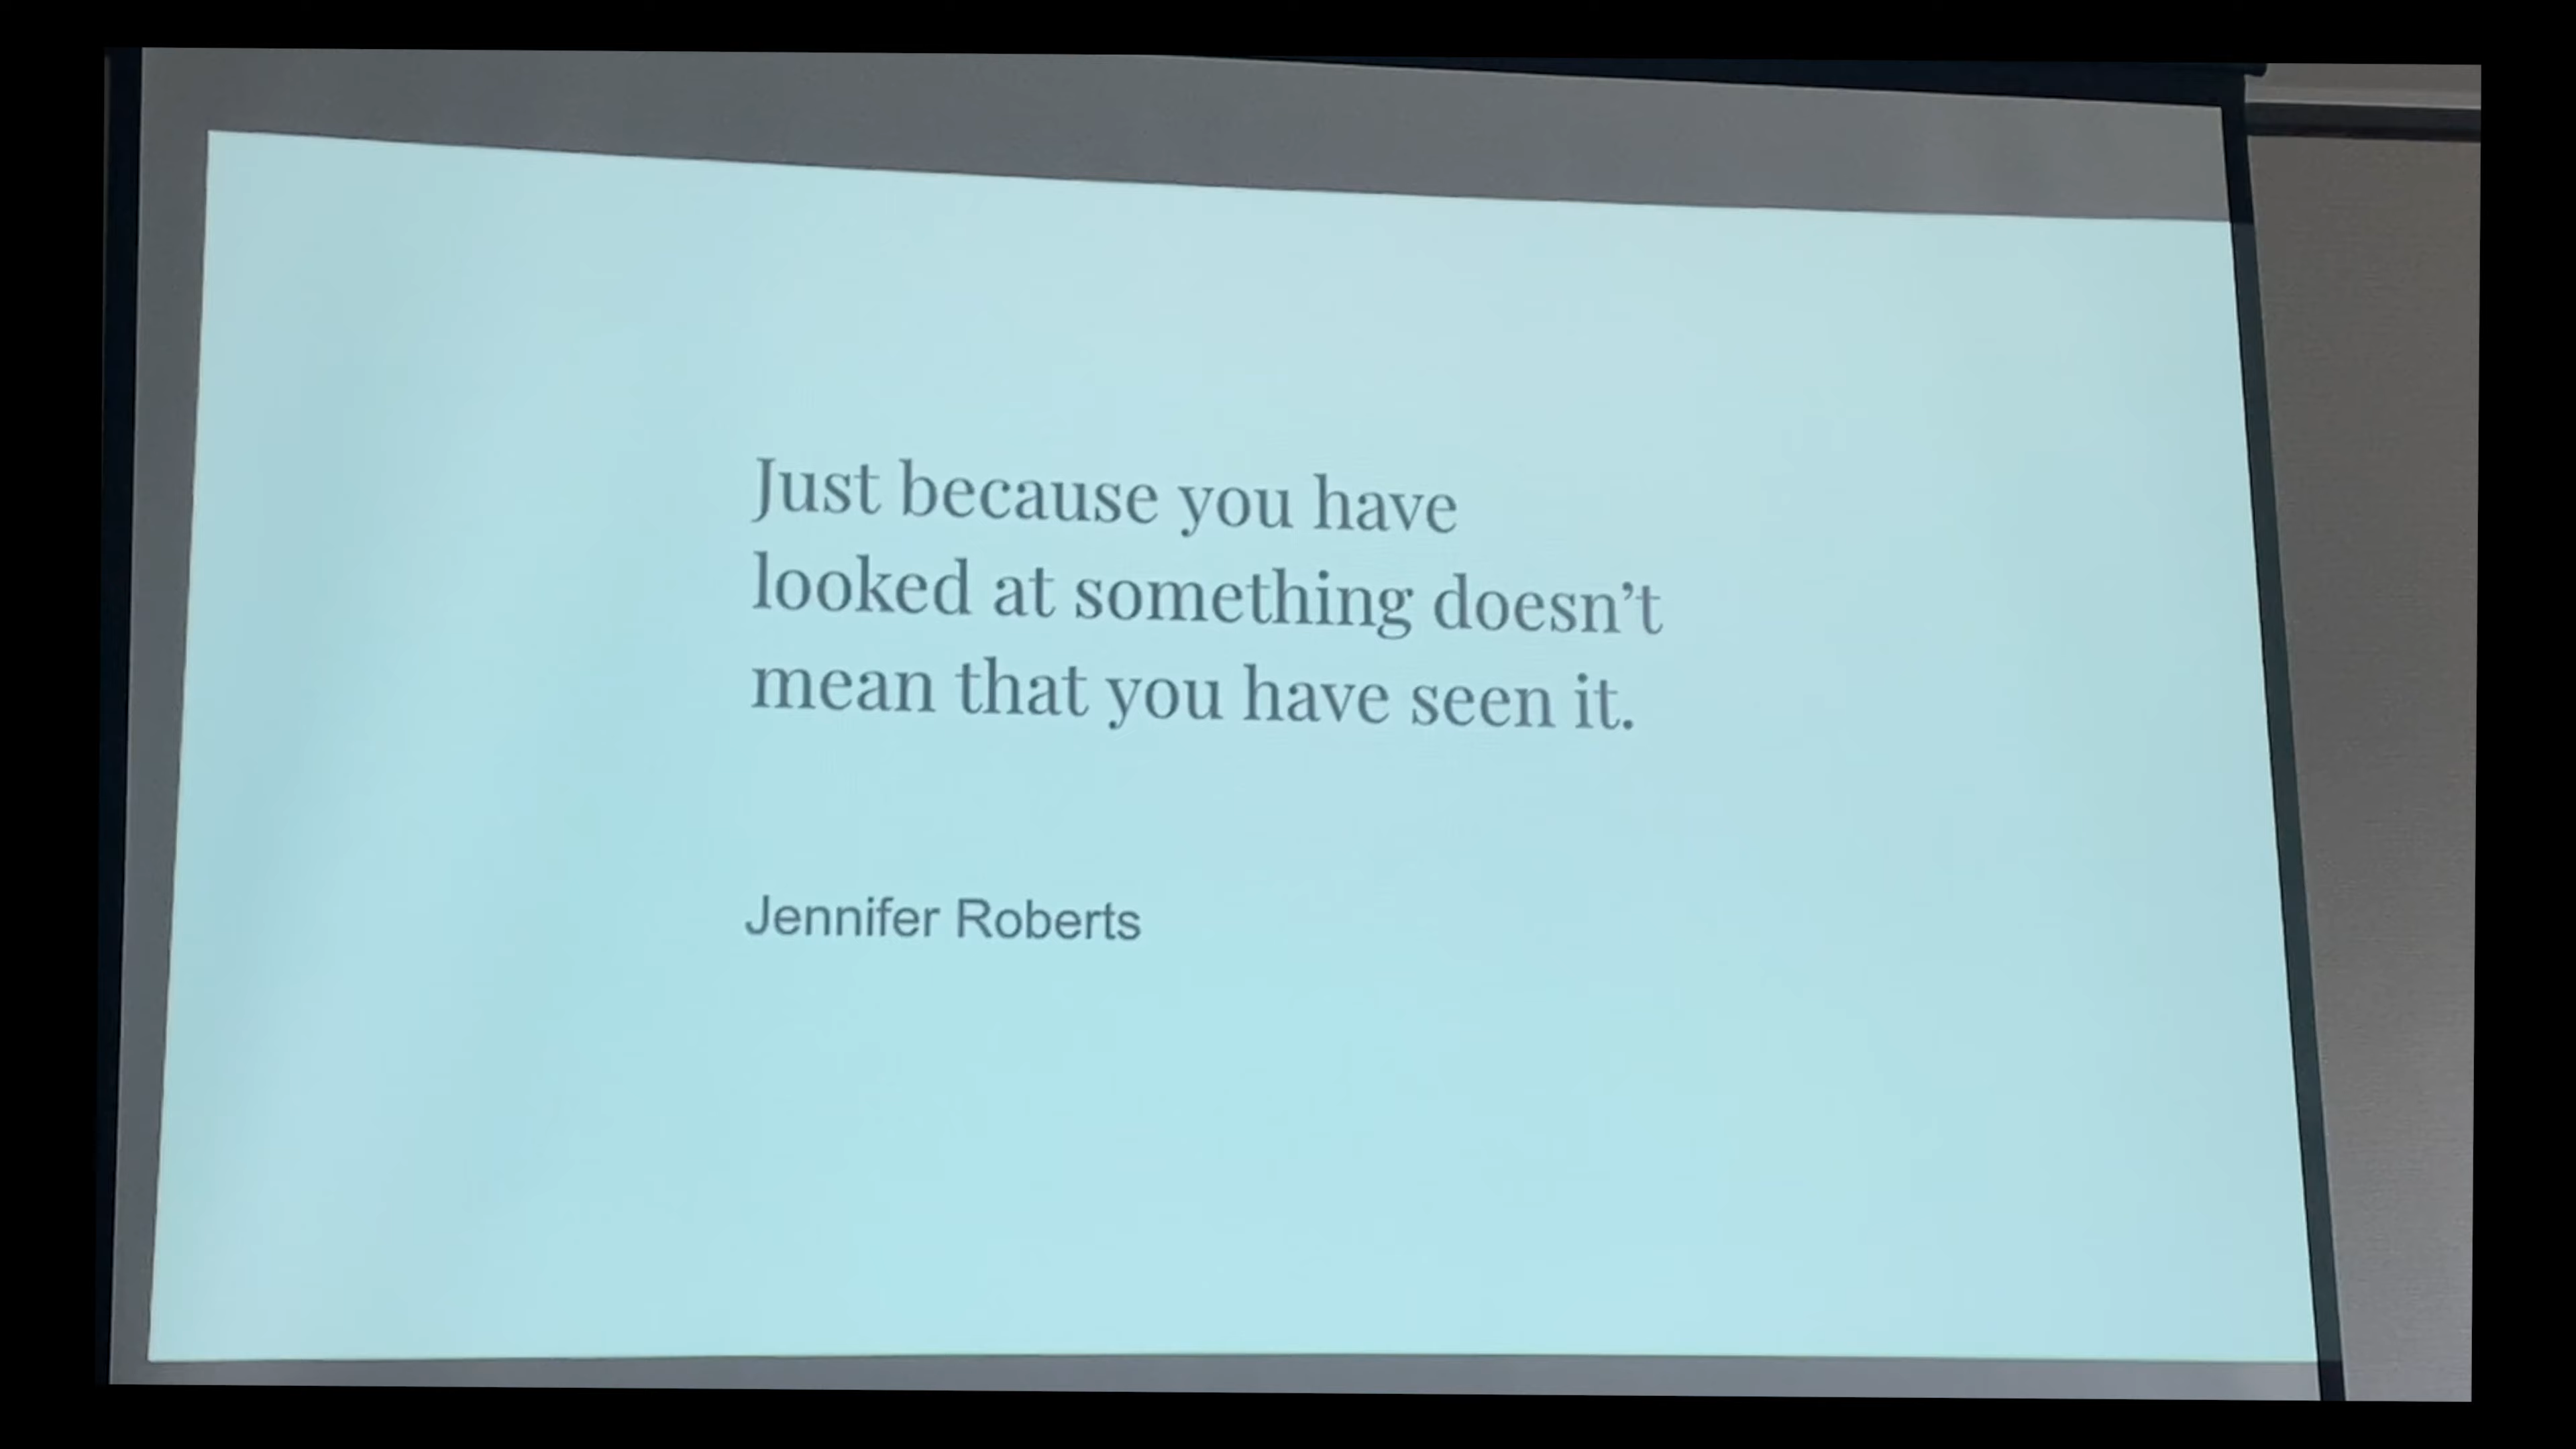 Just because you have
looked at something doesn’t
mean that you have seen it.
Jennifer Roberts